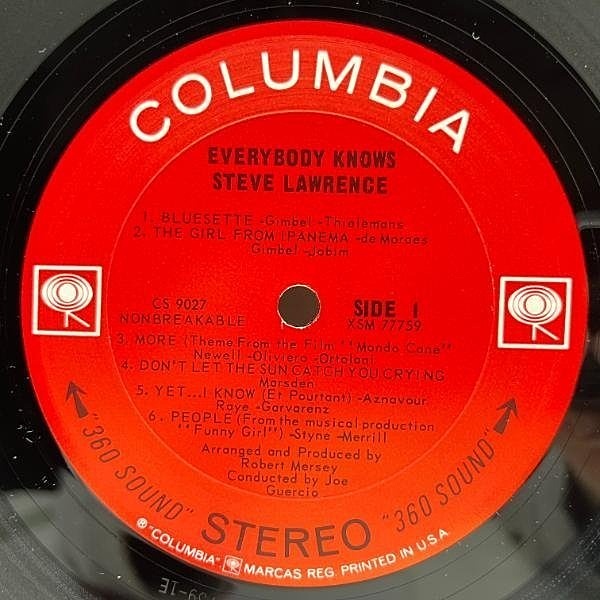 COLUMBIA
EVERYBODY KNOWS
STEVE LAWRENCE
1. BLUESETTE -Gimbel -Thielemans
2. THE GIRL FROM IPANEMA -de Moraes
Gimbel -Jobim
CS 9027
NONBREAKABLE
SIDE 1
XSM 77759
3. MORE (Theme From the Film "Mondo Cane"
Newell -Oliviero -Ortolani
4. DON'T LET THE SUN CATCH YOU CRYING
Marsden
5. YET...I KNOW (Et Pourtant) -Aznavour
Raye -Garvarenz
6. PEOPLE (From the musical production
"Funny Girl") -Styne -Merrill
Arranged and Produced by
Robert Mersey
Conducted by Joe
Guercio
"360 SOUND" STEREO "360 SOUND"
® "COLUMBIA" MARCAS REG. PRINTED IN U.S.A.